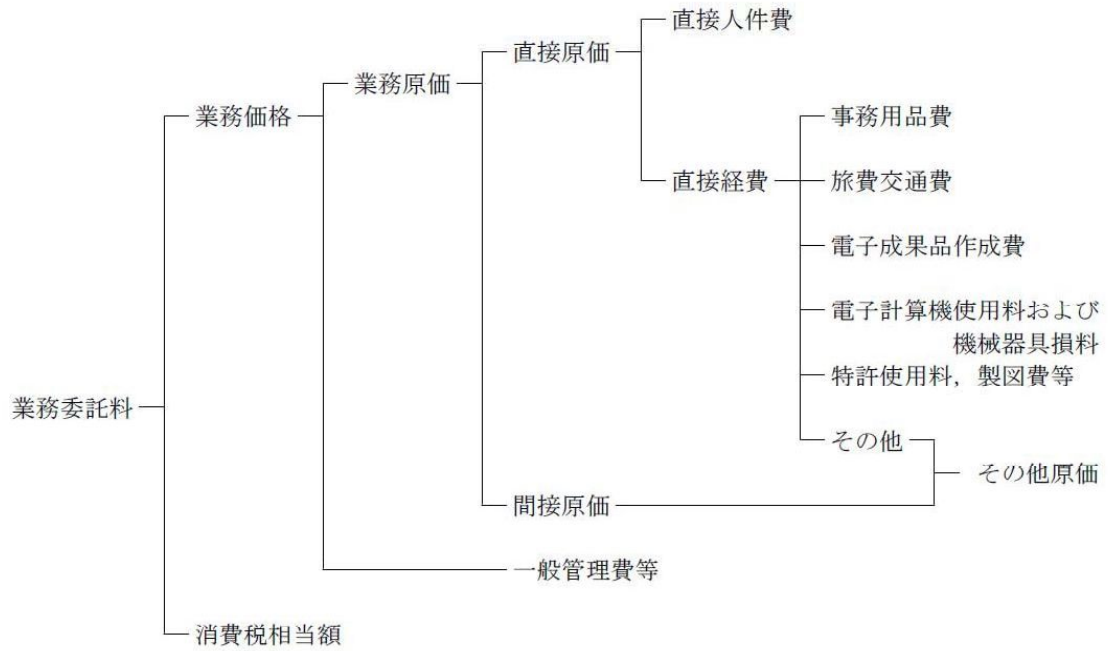 直接人件費
直接原価
業務原価
業務価格
事務用品費
直接経費
旅費交通費
電子成果品作成費
電子計算機使用料および
機械器具損料
特許使用料，製図費等
業務委託料
その他
その他原価
間接原価
一般管理費等
消費税相当額